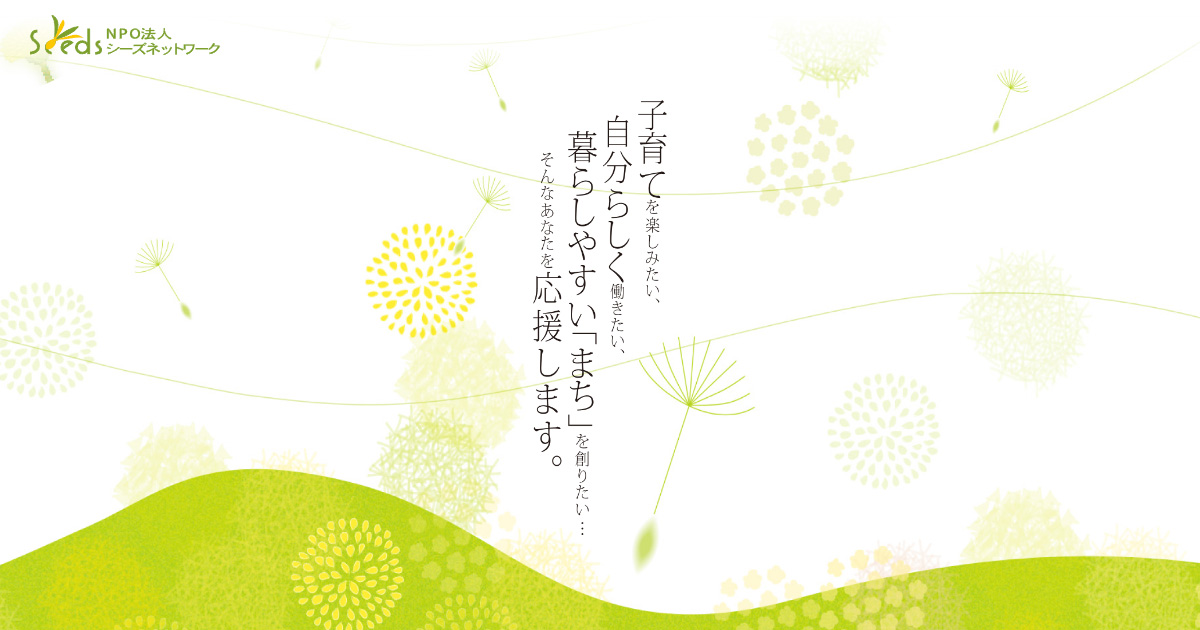 Seeds
NPO法人
シーズネットワーク
子育てを楽しみたい、
自分らしく働きたい、
暮らしやすい「まち」を創りたい…
そんなあなたを応援します。